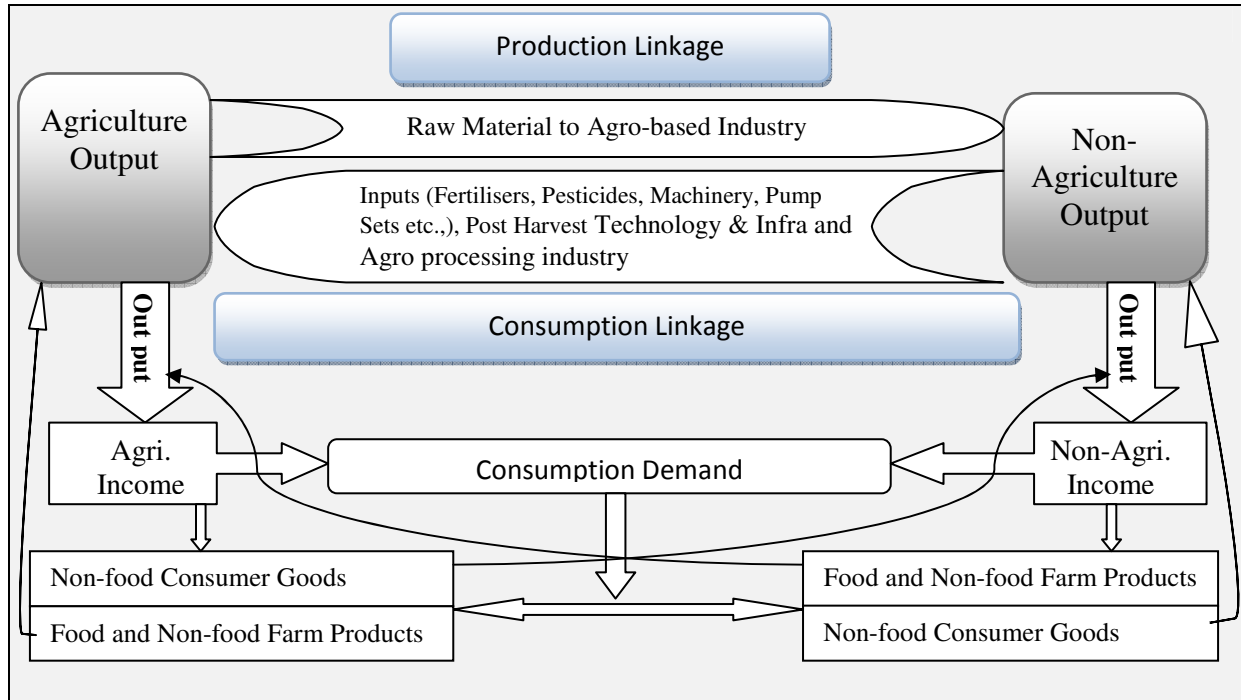 Production Linkage
Agriculture
Output
Raw Material to Agro-based Industry
Non-
Agriculture
Output
Inputs (Fertilisers, Pesticides, Machinery, Pump
Sets etc.,), Post Harvest Technology & Infra and
Agro processing industry
Out put
Consumption Linkage
Out put
Agri.
Income
Consumption Demand
Non-Agri.
Income
Non-food Consumer Goods
Food and Non-food Farm Products
Food and Non-food Farm Products
Non-food Consumer Goods